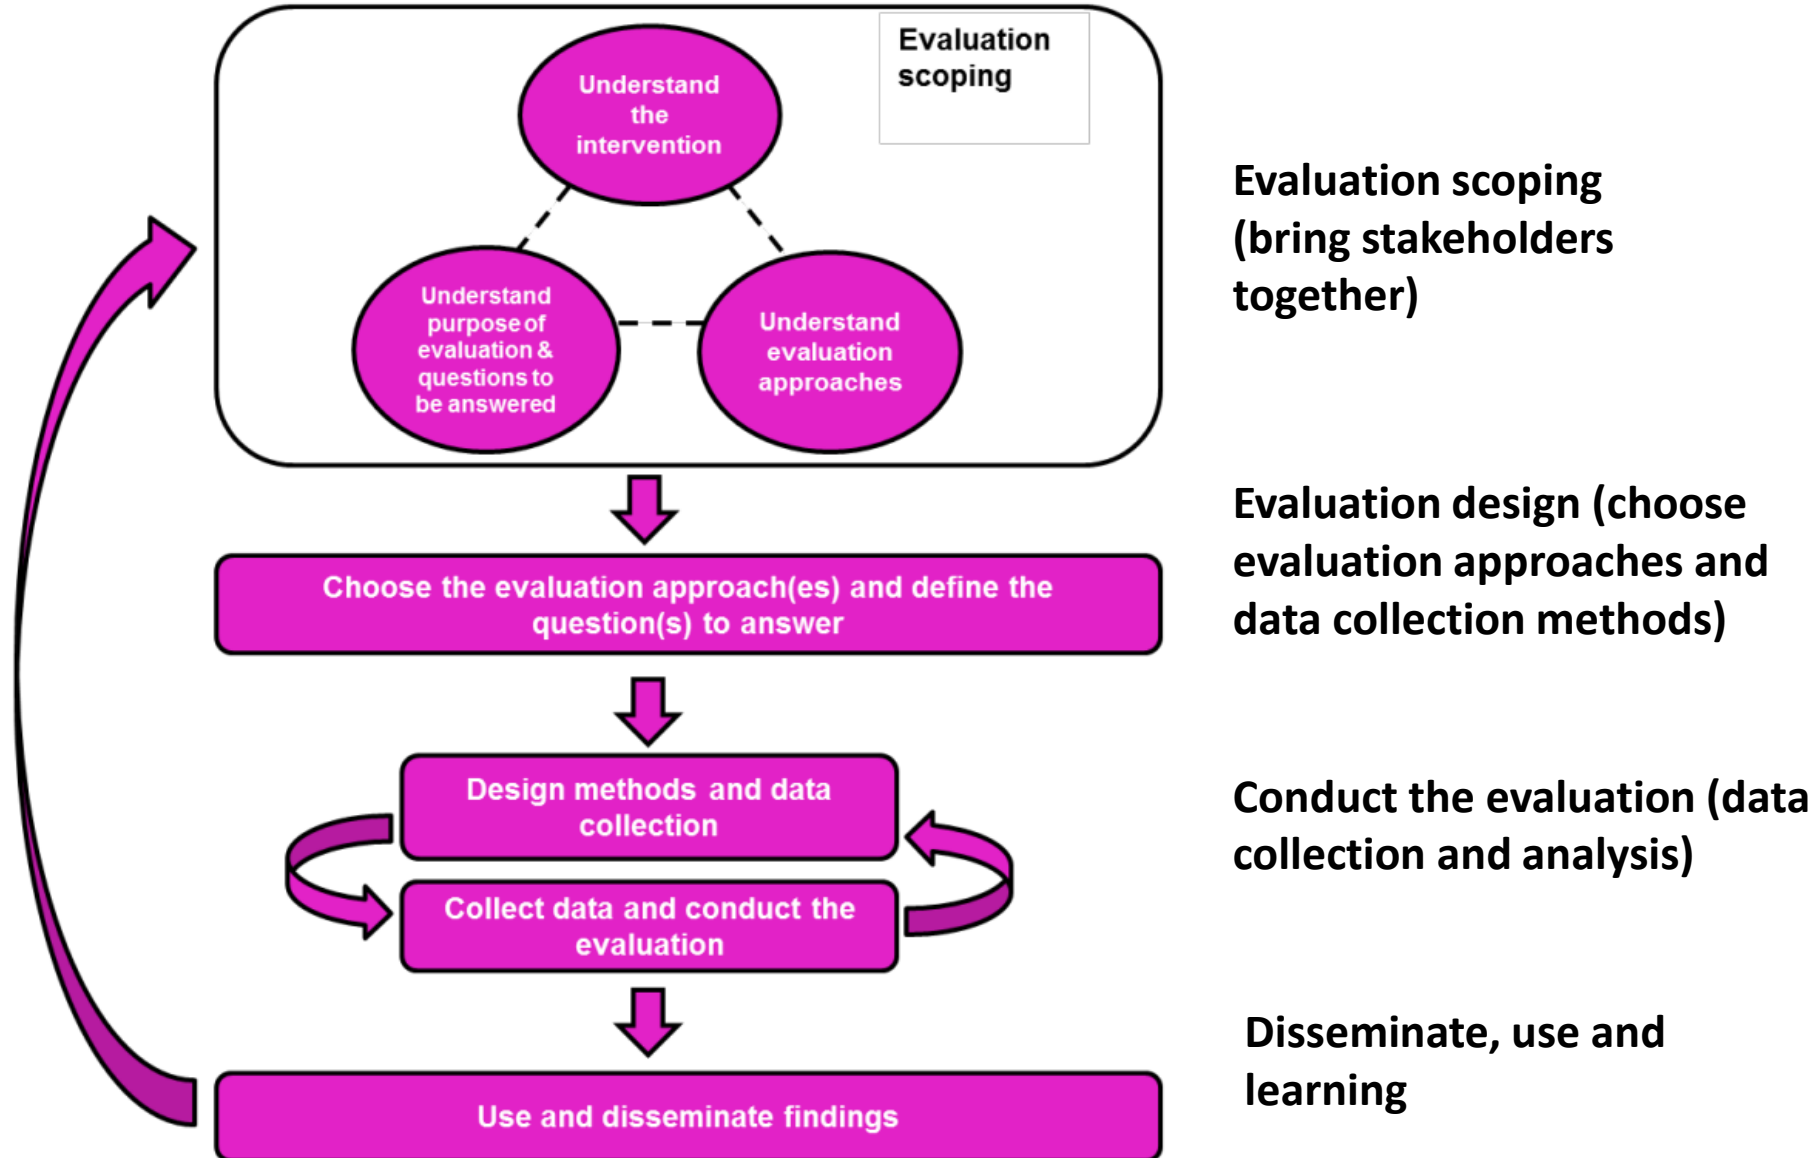 Evaluation
scoping
Understand
the
intervention
Understand
purpose of
evaluation &
questions to
be answered
Understand
evaluation
approaches
Evaluation scoping
(bring stakeholders
together)
Choose the evaluation approach(es) and define the
question(s) to answer
Evaluation design (choose
evaluation approaches and
data collection methods)
Design methods and data
collection
Collect data and conduct the
evaluation
Conduct the evaluation (data
collection and analysis)
Use and disseminate findings
Disseminate, use and
learning